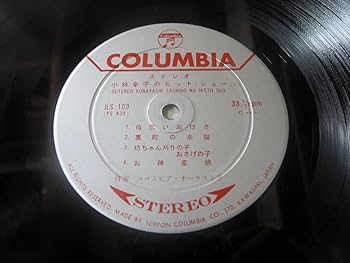 COLUMBIA
ステレオ
小林幸子のヒット・ショー
SUTEREO KOBAYASHI SACHIKO NO HITTO SHO
JLS 109
33⅓rpm
1. 母恋いおけさ
2. 裏町の幸福
3. 坊ちゃん刈りの子
おさげの子
4. お神楽娘
伴奏 コロムビア・オーケストラ
STEREO
ALL RIGHTS RESERVED. MADE BY NIPPON COLUMBIA CO., LTD., KAWASAKI, JAPAN